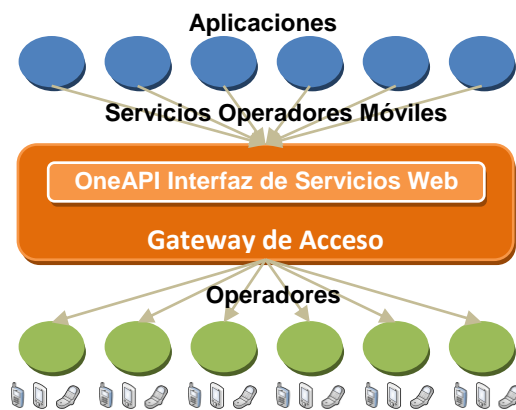 Aplicaciones
Servicios Operadores Móviles
OneAPI Interfaz de Servicios Web
Gateway de Acceso
Operadores